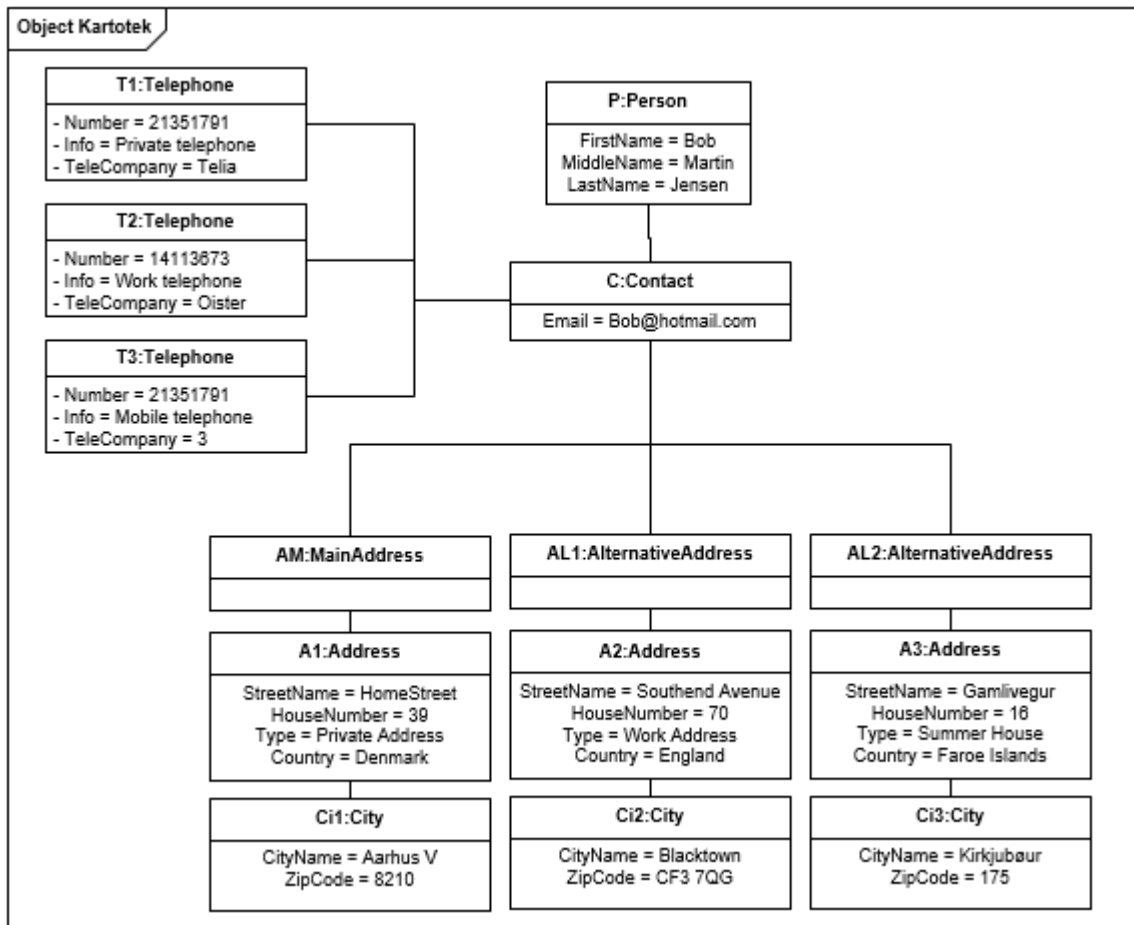 Object Kartotek
T1:Telephone
- Number = 21351791
- Info = Private telephone
- TeleCompany = Telia
P:Person
FirstName = Bob
MiddleName = Martin
LastName = Jensen
T2:Telephone
- Number = 14113673
- Info = Work telephone
- TeleCompany = Oister
C:Contact
Email = Bob@hotmail.com
T3:Telephone
- Number = 21351791
- Info = Mobile telephone
- TeleCompany = 3
AM:MainAddress
AL1:AlternativeAddress
AL2:AlternativeAddress
A1:Address
StreetName = HomeStreet
HouseNumber = 39
Type = Private Address
Country = Denmark
A2:Address
StreetName = Southend Avenue
HouseNumber = 70
Type = Work Address
Country = England
A3:Address
StreetName = Gamlivegur
HouseNumber = 16
Type = Summer House
Country = Faroe Islands
Ci1:City
CityName = Aarhus V
ZipCode = 8210
Ci2:City
CityName = Blacktown
ZipCode = CF3 7QG
Ci3:City
CityName = Kirkjubøur
ZipCode = 175